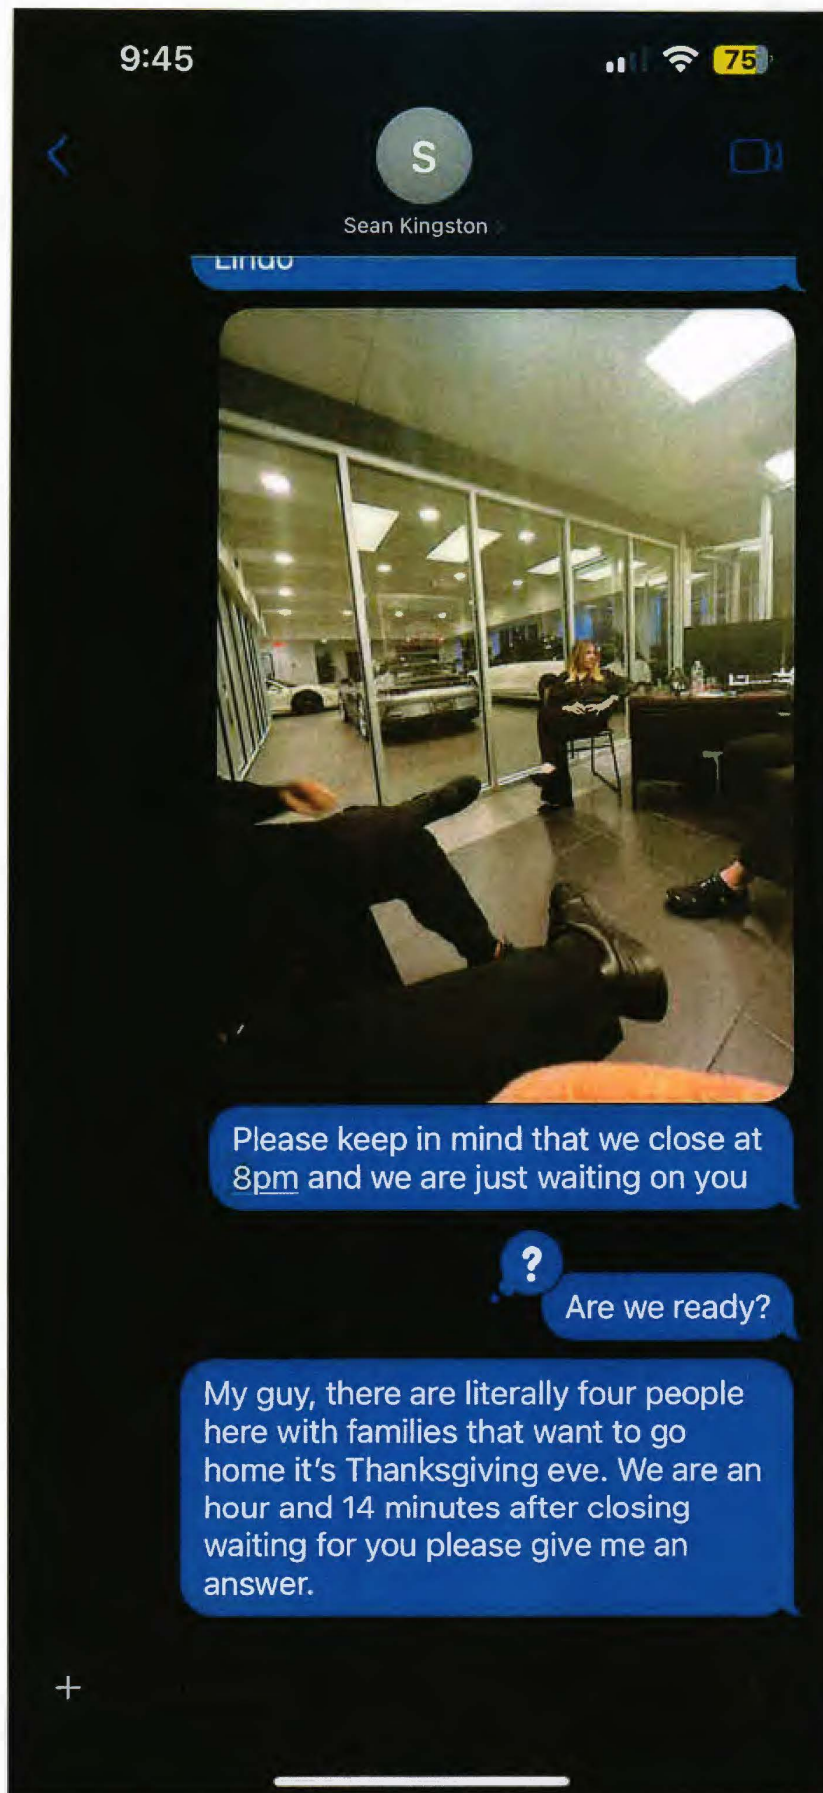 9:45
75
S
Sean Kingston
Lindo
Please keep in mind that we close at
8pm and we are just waiting on you
?
Are we ready?
My guy, there are literally four people
here with families that want to go
home it's Thanksgiving eve. We are an
hour and 14 minutes after closing
waiting for you please give me an
answer.
+